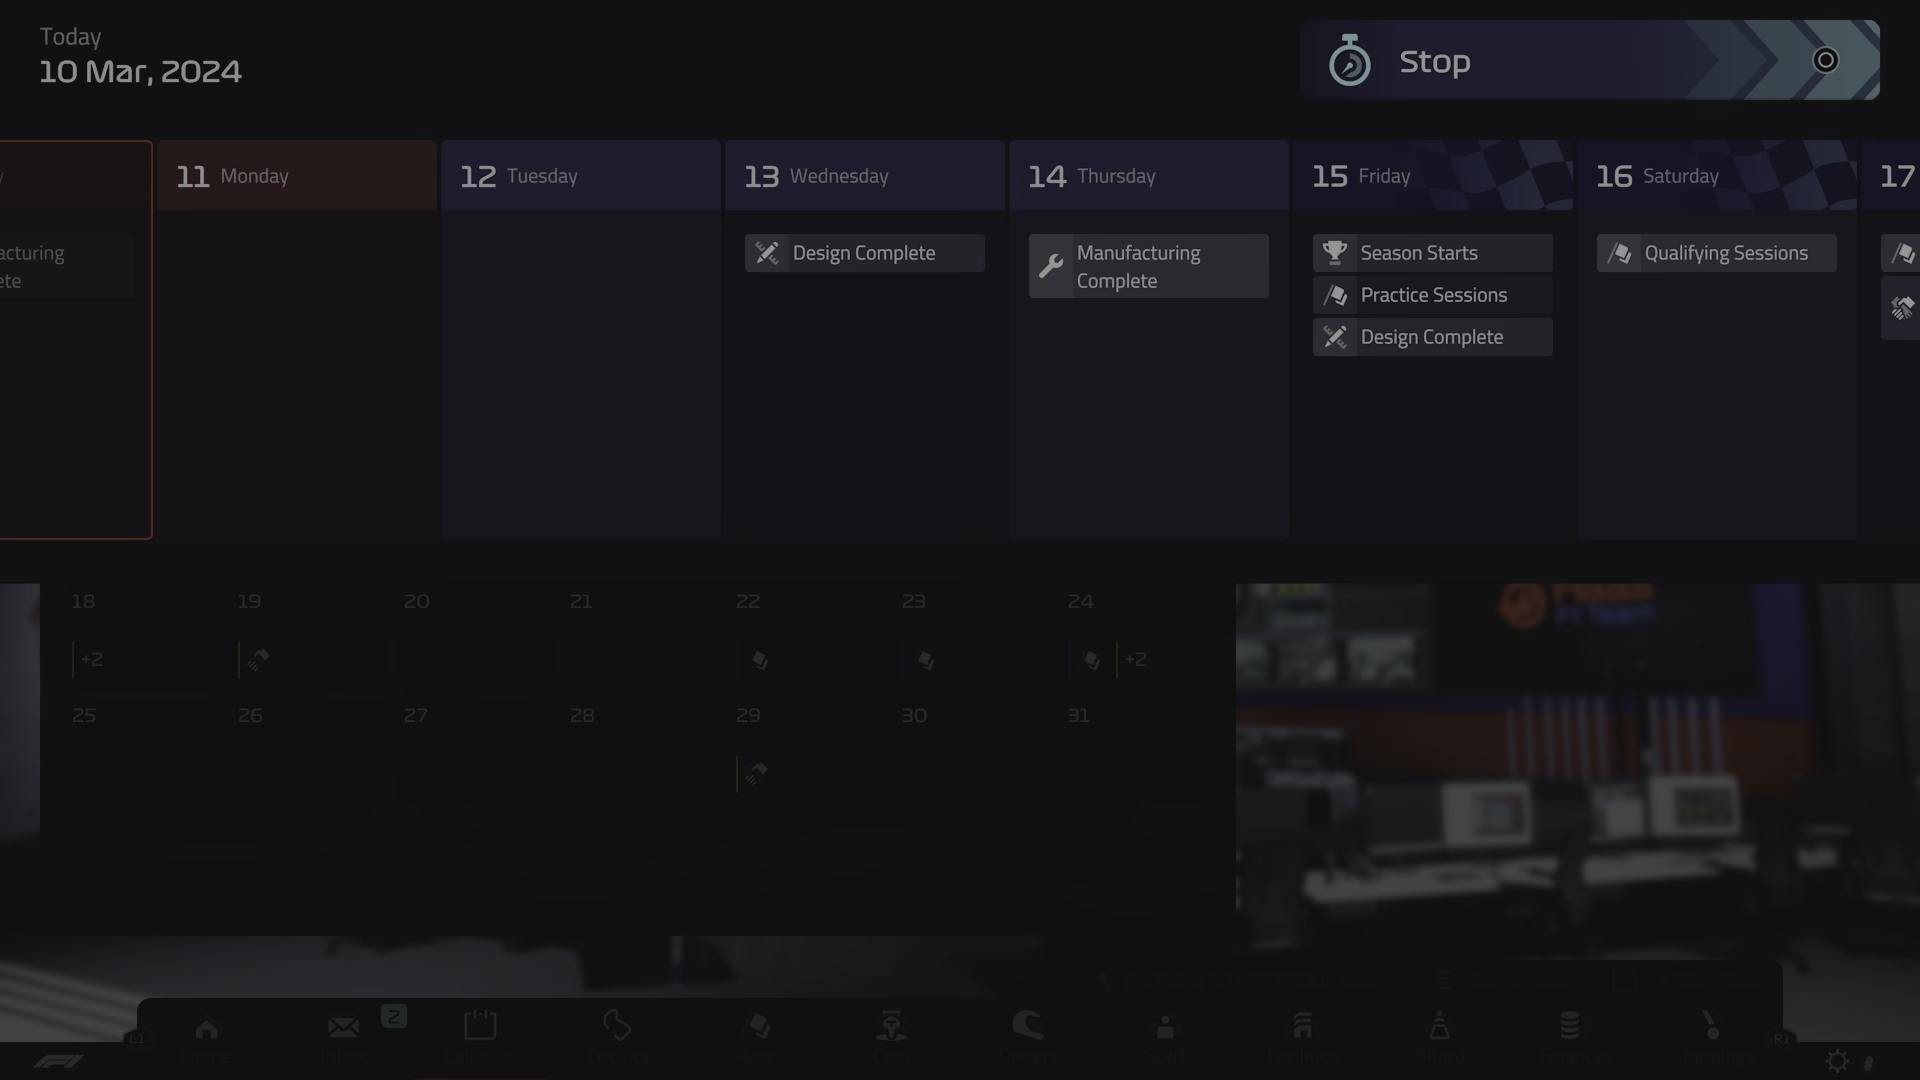 Today
10 Mar, 2024
Stop
11 Monday
12 Tuesday
13 Wednesday
14 Thursday
15 Friday
16 Saturday
17
acturing
ete
Design Complete
Manufacturing
Complete
Season Starts
Practice Sessions
Design Complete
Qualifying Sessions
18 19 20 21 22 23 24
+2 +2
25 26 27 28 29 30 31
2
L1
R1